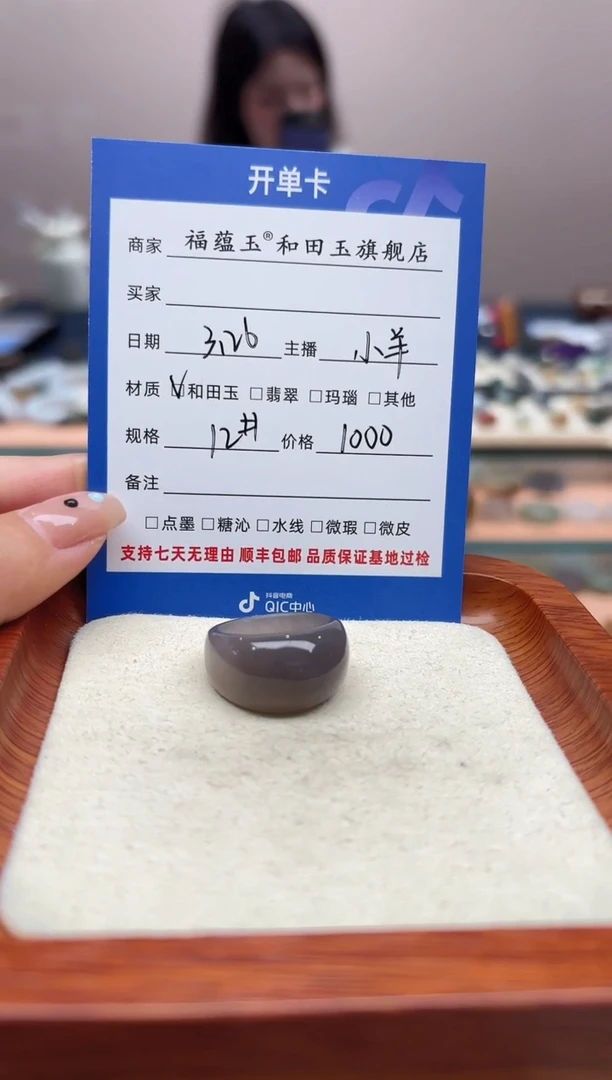 开单卡
商家 福蕴玉®和田玉旗舰店
买家
日期 3.26 主播 小羊
材质 ☑和田玉 □翡翠 □玛瑙 □其他
规格 12# 价格 1000
备注
□点墨 □糖沁 □水线 □微瑕 □微皮
支持七天无理由 顺丰包邮 品质保证基地过检
抖音电商
QIC中心